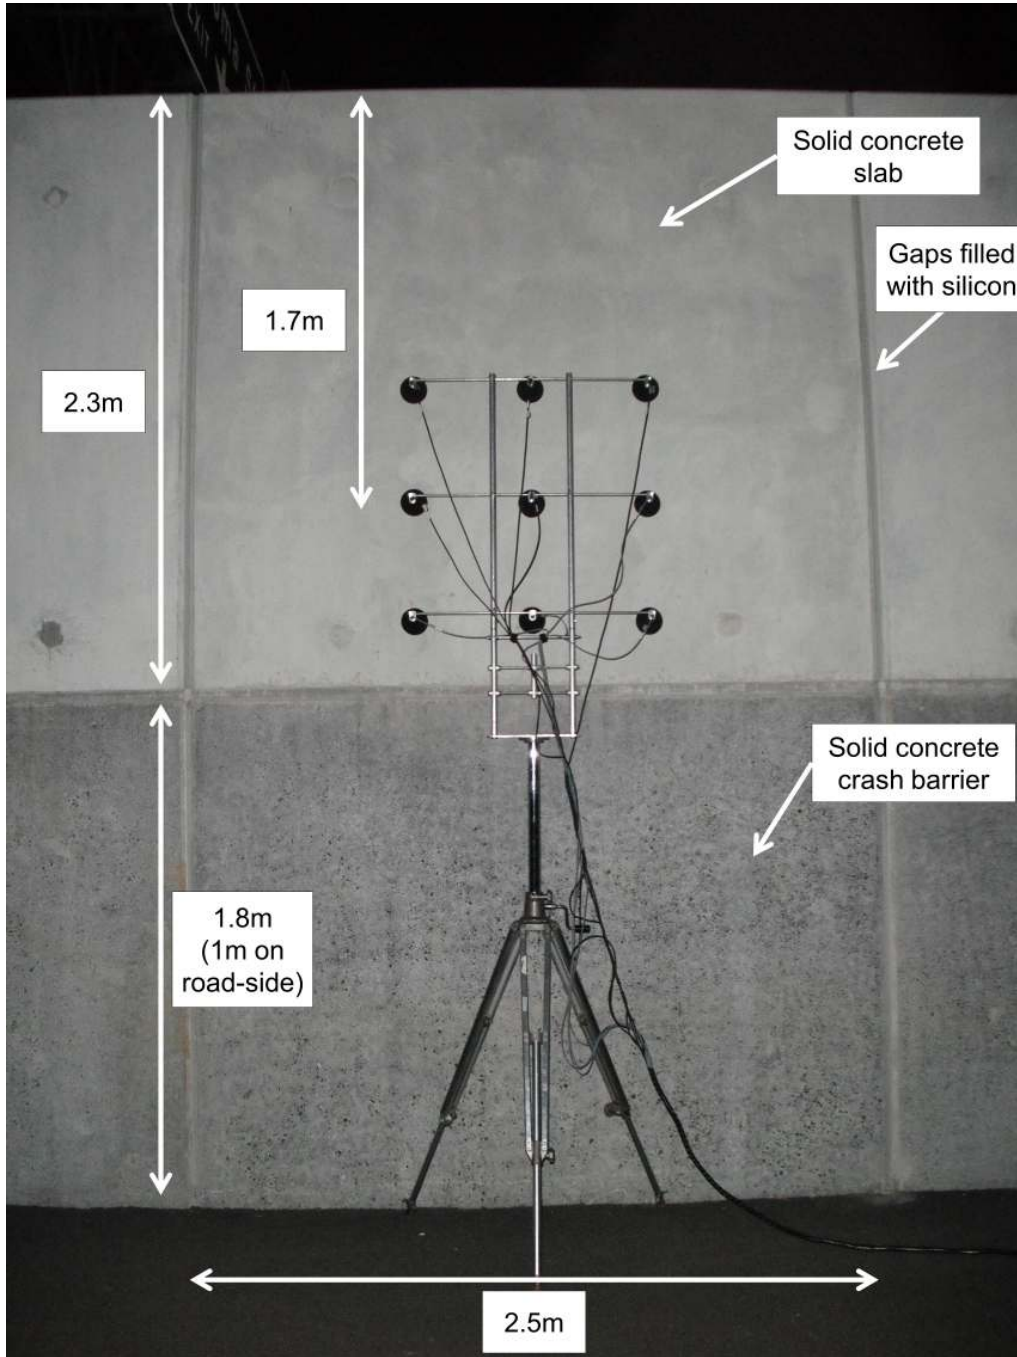 Solid concrete
slab
Gaps filled
with silicon
1.7m
2.3m
Solid concrete
crash barrier
1.8m
(1m on
road-side)
2.5m